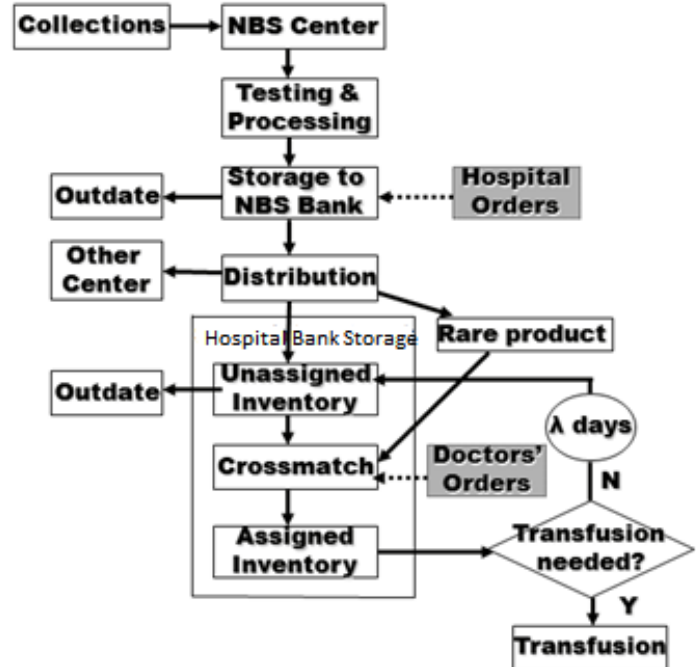 Collections
NBS Center
Testing &
Processing
Outdate
Storage to
NBS Bank
Hospital
Orders
Other
Center
Distribution
Hospital Bank Storage
Rare product
Outdate
Unassigned
Inventory
λ days
Crossmatch
Doctors'
Orders
N
Assigned
Inventory
Transfusion
needed?
Y
Transfusion